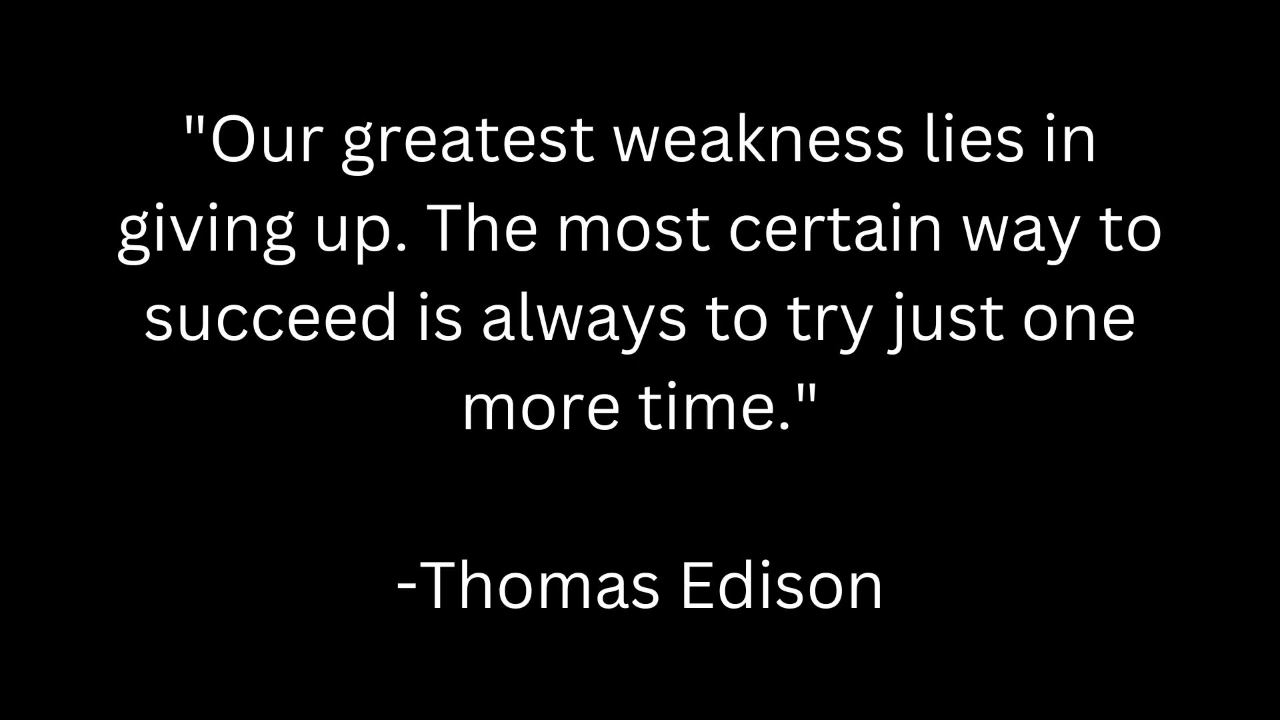 "Our greatest weakness lies in
giving up. The most certain way to
succeed is always to try just one
more time."
-Thomas Edison